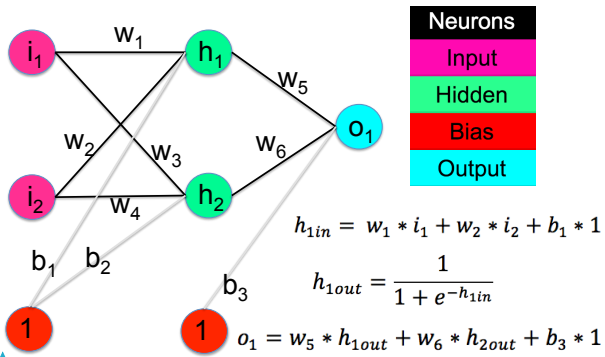 Neurons
Input
Hidden
Bias
Output
i₁
w₁
h₁
w₅
w₂
w₃
w₆
o₁
i₂
w₄
h₂
b₁
b₂
b₃
1
1
h₁ᵢₙ = w₁ * i₁ + w₂ * i₂ + b₁ * 1
h₁ₒᵤₜ = 1 / (1 + e^(−h₁ᵢₙ))
o₁ = w₅ * h₁ₒᵤₜ + w₆ * h₂ₒᵤₜ + b₃ * 1